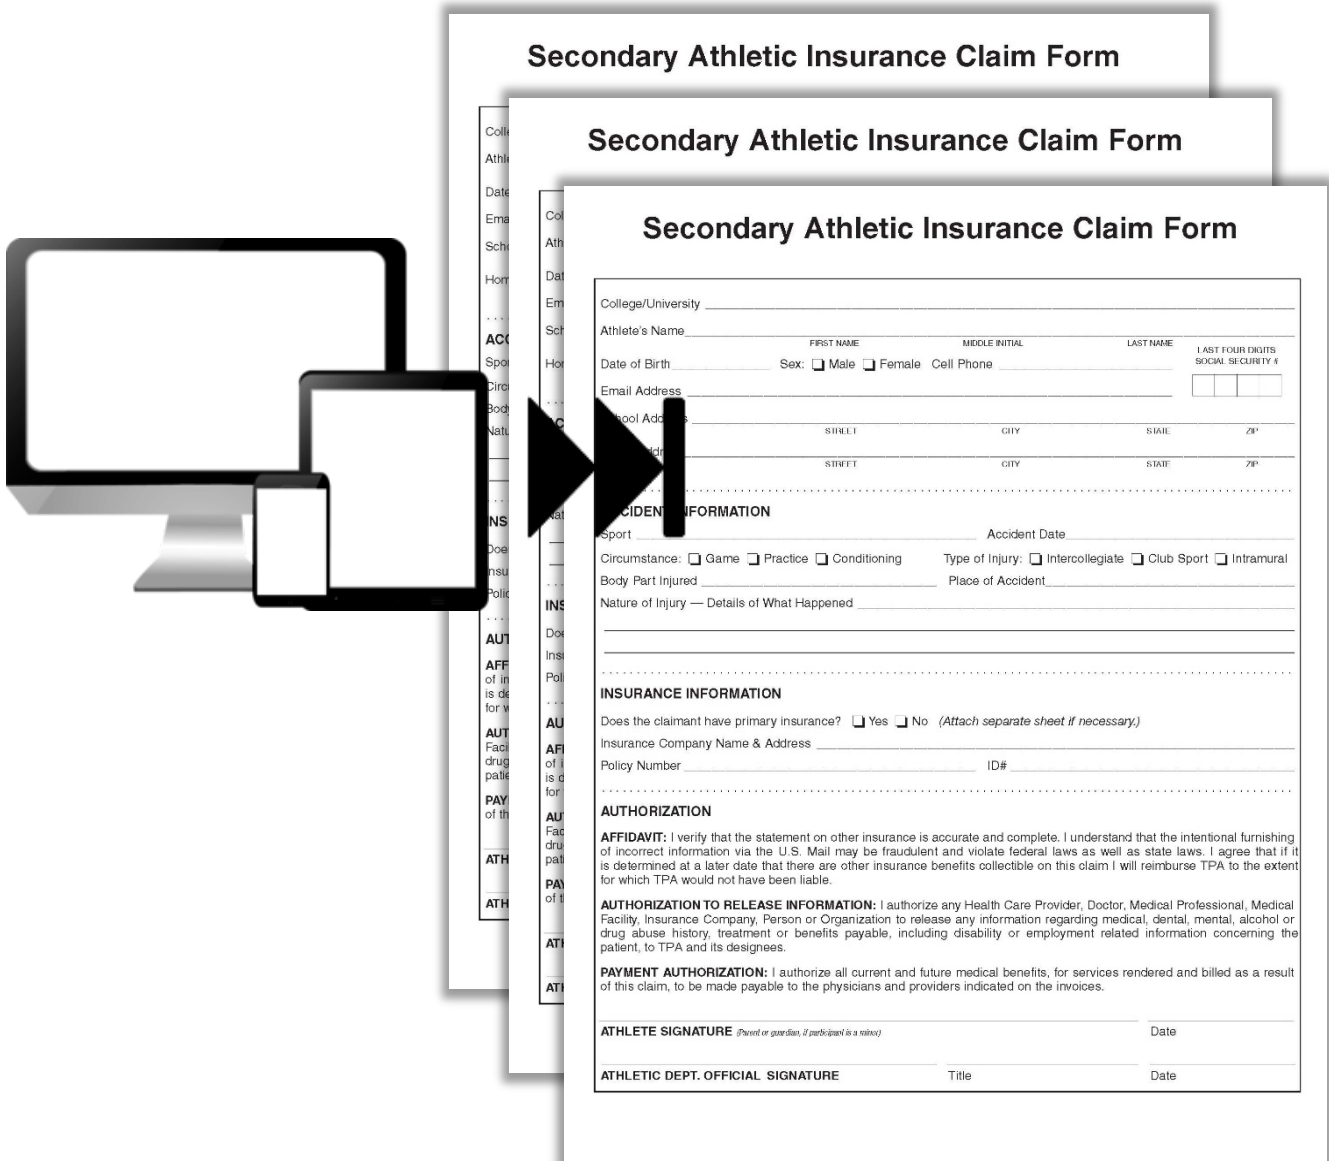 Secondary Athletic Insurance Claim Form
Secondary Athletic Insurance Claim Form
Secondary Athletic Insurance Claim Form
College/University
Athlete's Name
FIRST NAME MIDDLE INITIAL LAST NAME
LAST FOUR DIGITS
SOCIAL SECURITY #
Date of Birth Sex: Male Female Cell Phone
Email Address
School Address
STREET CITY STATE ZIP
STREET CITY STATE ZIP
ACCIDENT INFORMATION
Sport Accident Date
Circumstance: Game Practice Conditioning Type of Injury: Intercollegiate Club Sport Intramural
Body Part Injured Place of Accident
Nature of Injury — Details of What Happened
INSURANCE INFORMATION
Does the claimant have primary insurance? Yes No (Attach separate sheet if necessary.)
Insurance Company Name & Address
Policy Number ID#
AUTHORIZATION
AFFIDAVIT: I verify that the statement on other insurance is accurate and complete. I understand that the intentional furnishing
of incorrect information via the U.S. Mail may be fraudulent and violate federal laws as well as state laws. I agree that if it
is determined at a later date that there are other insurance benefits collectible on this claim I will reimburse TPA to the extent
for which TPA would not have been liable.
AUTHORIZATION TO RELEASE INFORMATION: I authorize any Health Care Provider, Doctor, Medical Professional, Medical
Facility, Insurance Company, Person or Organization to release any information regarding medical, dental, mental, alcohol or
drug abuse history, treatment or benefits payable, including disability or employment related information concerning the
patient, to TPA and its designees.
PAYMENT AUTHORIZATION: I authorize all current and future medical benefits, for services rendered and billed as a result
of this claim, to be made payable to the physicians and providers indicated on the invoices.
ATHLETE SIGNATURE (Parent or guardian, if participant is a minor) Date
ATHLETIC DEPT. OFFICIAL SIGNATURE Title Date